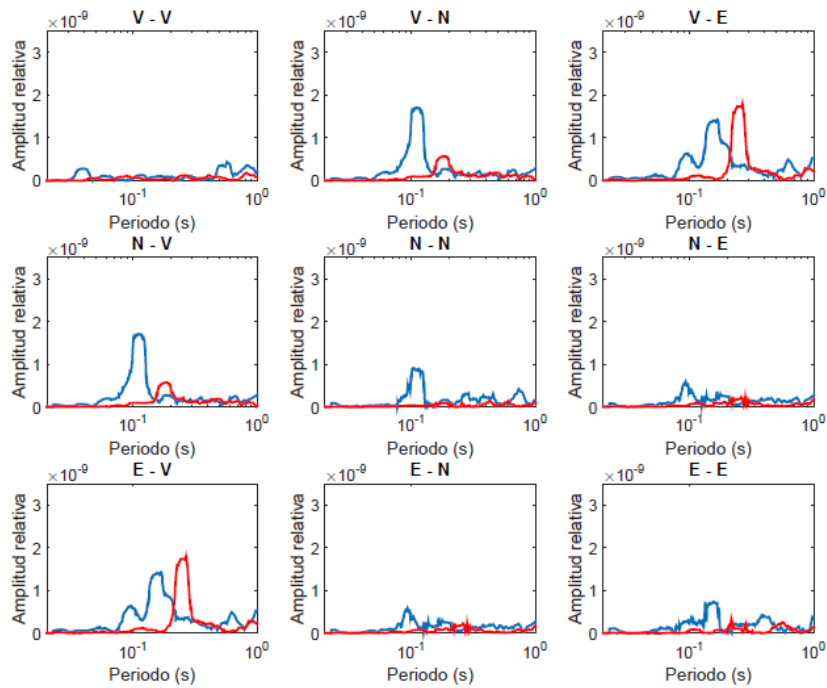 ×10⁻⁹ V - V ×10⁻⁹ V - N ×10⁻⁹ V - E
Amplitud relativa Amplitud relativa Amplitud relativa
3 3 3
2 2 2
1 1 1
0 0 0
10⁻¹ 10⁰ 10⁻¹ 10⁰ 10⁻¹ 10⁰
Periodo (s) Periodo (s) Periodo (s)
×10⁻⁹ N - V ×10⁻⁹ N - N ×10⁻⁹ N - E
Amplitud relativa Amplitud relativa Amplitud relativa
3 3 3
2 2 2
1 1 1
0 0 0
10⁻¹ 10⁰ 10⁻¹ 10⁰ 10⁻¹ 10⁰
Periodo (s) Periodo (s) Periodo (s)
×10⁻⁹ E - V ×10⁻⁹ E - N ×10⁻⁹ E - E
Amplitud relativa Amplitud relativa Amplitud relativa
3 3 3
2 2 2
1 1 1
0 0 0
10⁻¹ 10⁰ 10⁻¹ 10⁰ 10⁻¹ 10⁰
Periodo (s) Periodo (s) Periodo (s)